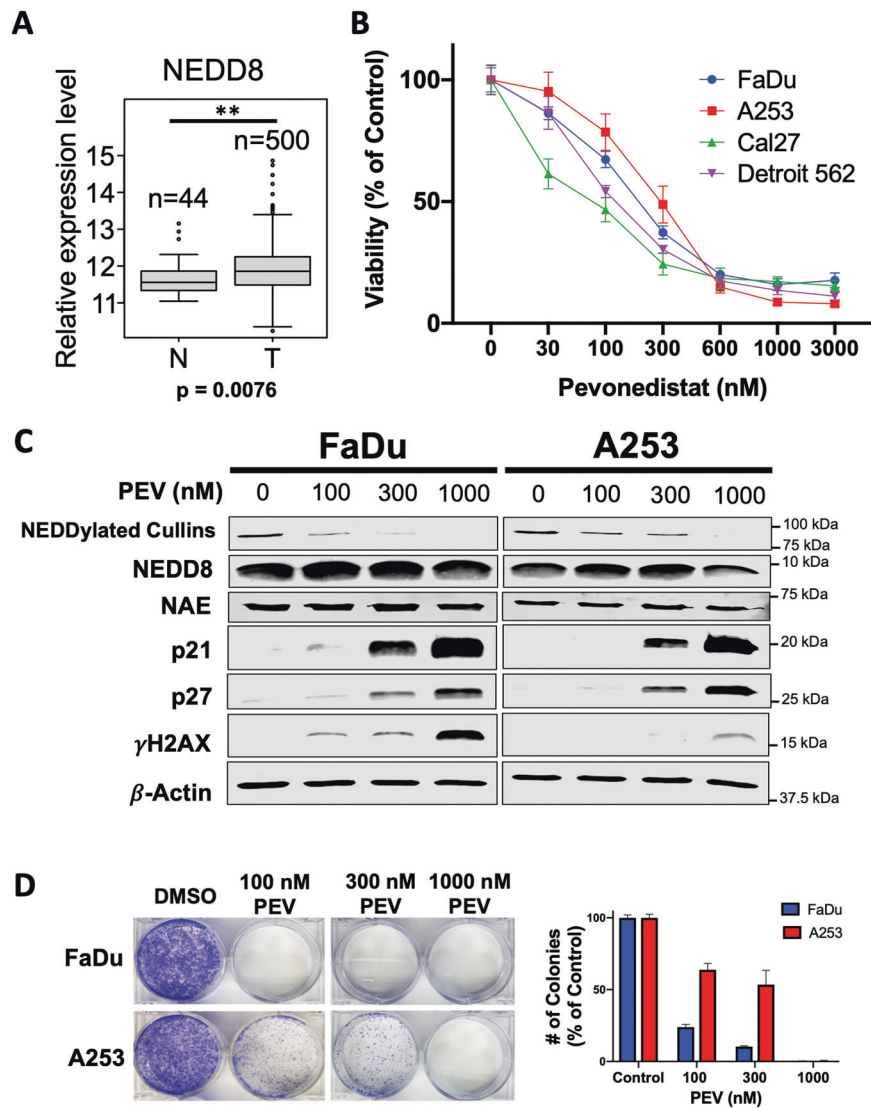 A
NEDD8
Relative expression level
**
n=500
n=44
15
14
13
12
11
N T
p = 0.0076
B
Viability (% of Control)
100
50
0
FaDu
A253
Cal27
Detroit 562
0 30 100 300 600 1000 3000
Pevonedistat (nM)
C
FaDu A253
PEV (nM) 0 100 300 1000 0 100 300 1000
NEDDylated Cullins 100 kDa
75 kDa
NEDD8 10 kDa
NAE 75 kDa
p21 20 kDa
p27 25 kDa
γH2AX 15 kDa
β-Actin 37.5 kDa
D
DMSO 100 nM PEV 300 nM PEV 1000 nM PEV
FaDu
A253
# of Colonies
(% of Control)
100
50
0
FaDu
A253
Control 100 300 1000
PEV (nM)